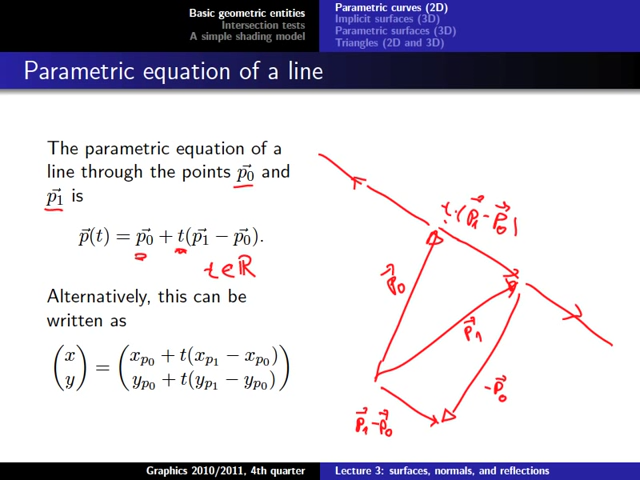 Basic geometric entities
Intersection tests
A simple shading model
Parametric curves (2D)
Implicit surfaces (3D)
Parametric surfaces (3D)
Triangles (2D and 3D)
Parametric equation of a line
The parametric equation of a
line through the points p⃗0 and
p⃗1 is
p⃗(t) = p⃗0 + t(p⃗1 − p⃗0).
t∈ℝ
Alternatively, this can be
written as
(x y) = (x_p0 + t(x_p1 − x_p0) y_p0 + t(y_p1 − y_p0))
t·(p⃗1 − p⃗0)
p⃗0
p⃗1
-p⃗0
p⃗1-p⃗0
Graphics 2010/2011, 4th quarter
Lecture 3: surfaces, normals, and reflections